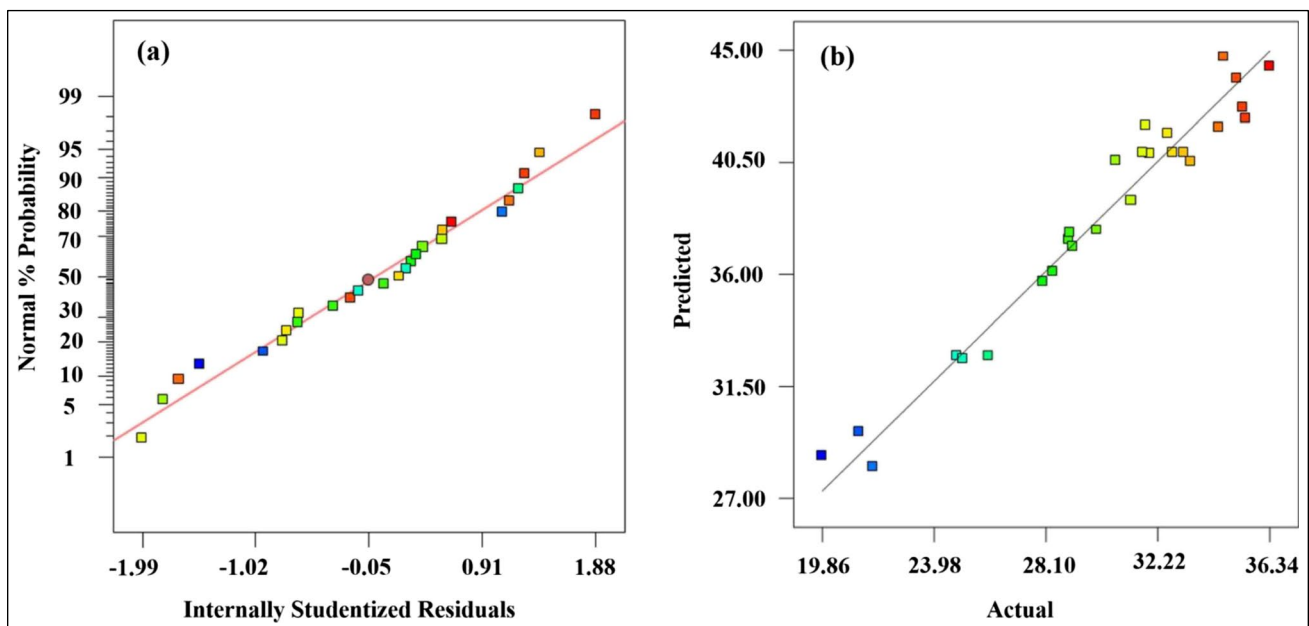 (a)
Normal % Probability
99
95
90
80
70
50
30
20
10
5
1
-1.99 -1.02 -0.05 0.91 1.88
Internally Studentized Residuals
(b)
Predicted
45.00
40.50
36.00
31.50
27.00
19.86 23.98 28.10 32.22 36.34
Actual